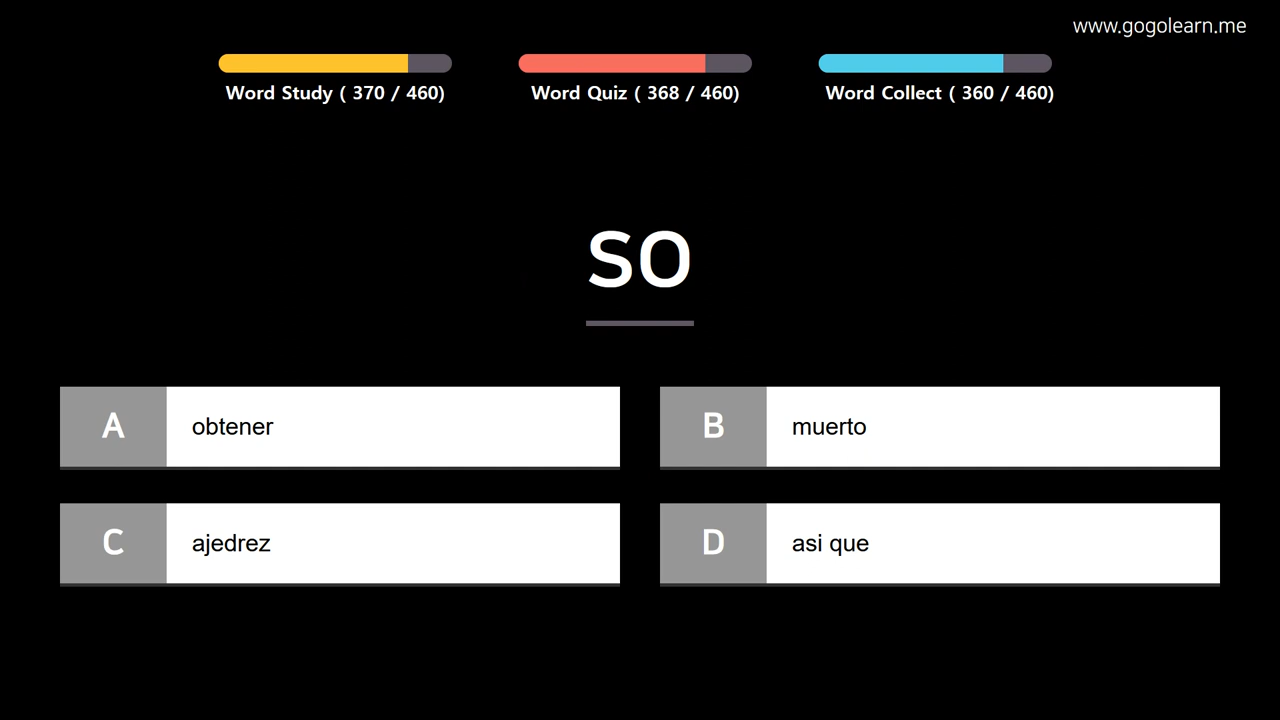 www.gogolearn.me
Word Study ( 370 / 460)
Word Quiz ( 368 / 460)
Word Collect ( 360 / 460)
so
A obtener
B muerto
C ajedrez
D asi que